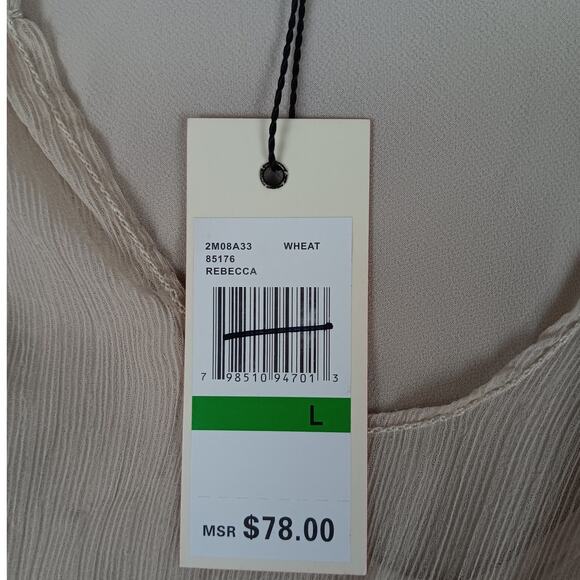 2M08A33 WHEAT
85176
REBECCA
7 98510 94701 3
L
MSR $78.00